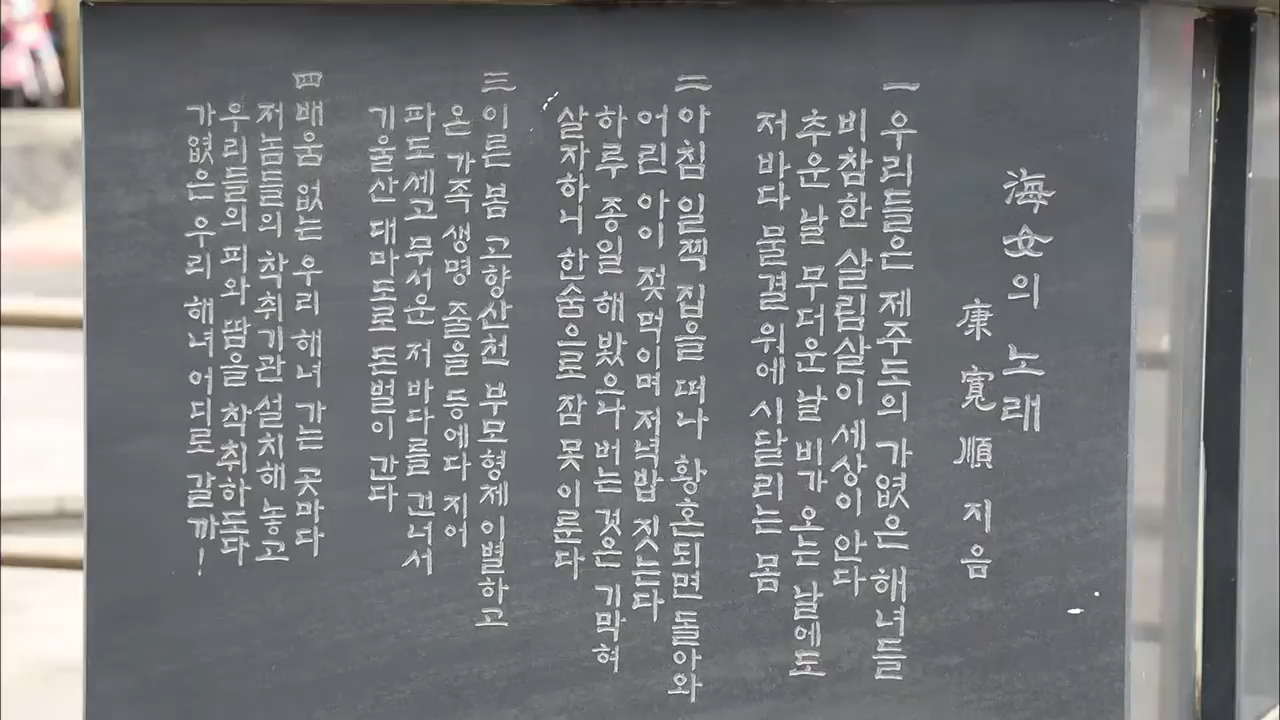 海女의 노래
康寛順 지음
一 우리들은 제주도의 가엾은 해녀들
비참한 살림살이 세상이 안다
추운 날 무더운 날 비가 오는 날에도
저 바다 물결 위에 시달리는 몸
二 아침 일찍 집을 떠나 황혼되면 돌아와
어린 아이 젖먹이며 저녁밥 짓는다
하루 종일 해 봤으나 버는 것은 기막혀
살자하니 한숨으로 잠 못 이룬다
三 이른 봄 고향산천 부모형제 이별하고
온 가족 생명 줄을 등에다 지어
파도 세고 무서운 저 바다를 건너서
기울산 대마도로 돈벌이 간다
四 배움 없는 우리 해녀 가는 곳마다
저놈들의 착취기관 설치해 놓고
우리들의 피와 땀을 착취하돈다
가엾은 우리 해녀 어디로 갈까!